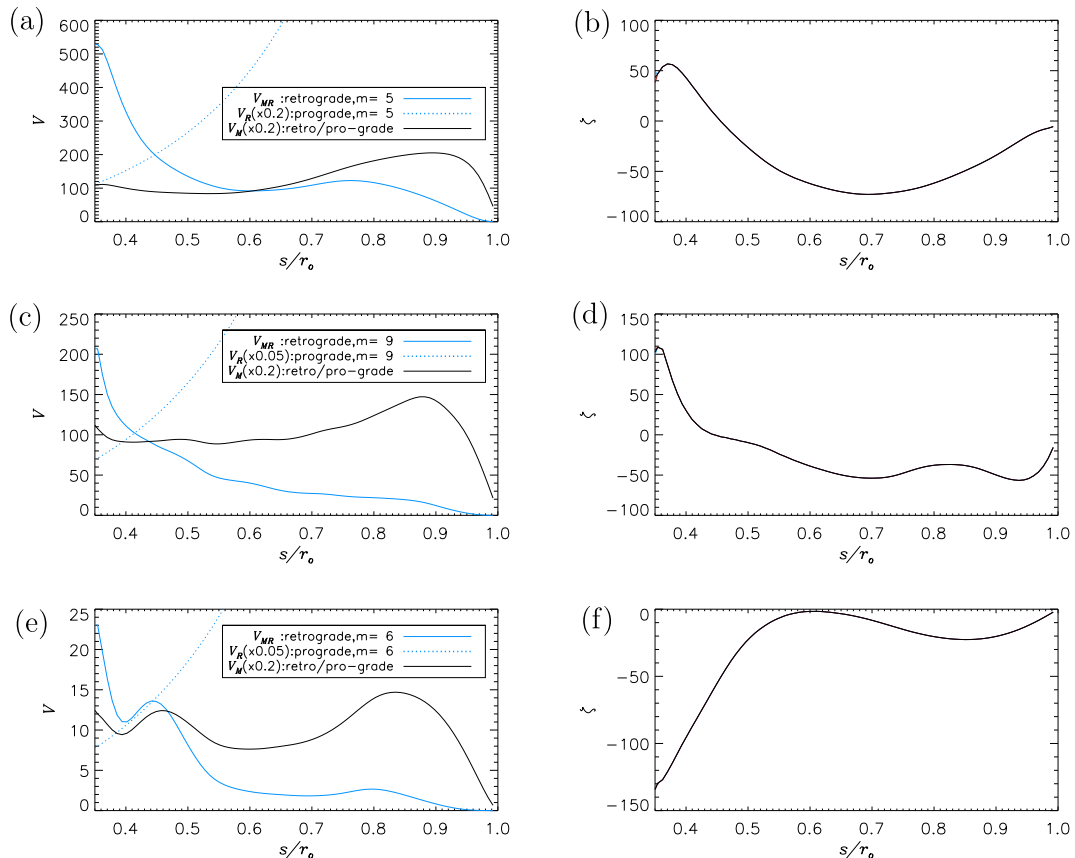 (a)
600
500
400
300
200
100
0
V
V_MR :retrograde,m= 5
V_R(x0.2):prograde,m= 5
V_M(x0.2):retro/pro-grade
0.4 0.5 0.6 0.7 0.8 0.9 1.0
s/r_o
(b)
100
50
0
−50
−100
ζ
0.4 0.5 0.6 0.7 0.8 0.9 1.0
s/r_o
(c)
250
200
150
100
50
0
V
V_MR :retrograde,m= 9
V_R(x0.05):prograde,m= 9
V_M(x0.2):retro/pro-grade
0.4 0.5 0.6 0.7 0.8 0.9 1.0
s/r_o
(d)
150
100
50
0
−50
−100
ζ
0.4 0.5 0.6 0.7 0.8 0.9 1.0
s/r_o
(e)
25
20
15
10
5
0
V
V_MR :retrograde,m= 6
V_R(x0.05):prograde,m= 6
V_M(x0.2):retro/pro-grade
0.4 0.5 0.6 0.7 0.8 0.9 1.0
s/r_o
(f)
0
−50
−100
−150
ζ
0.4 0.5 0.6 0.7 0.8 0.9 1.0
s/r_o